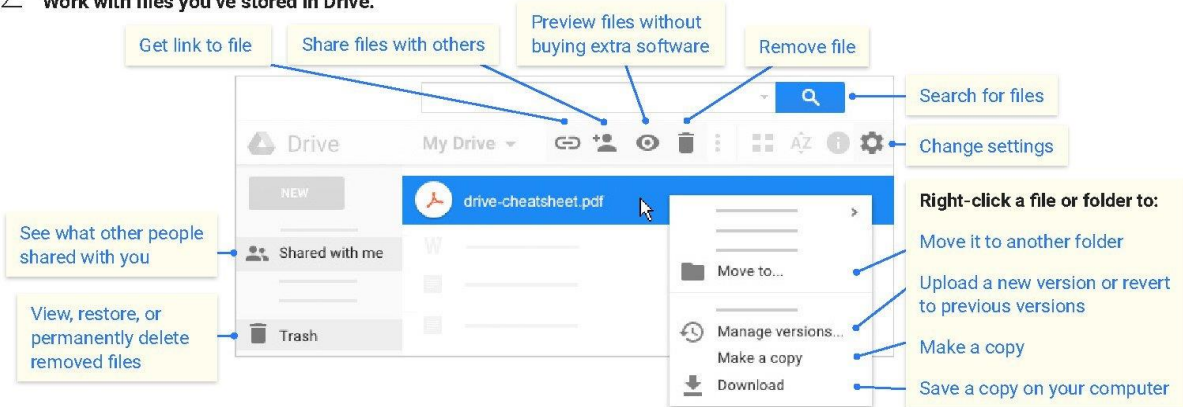 2 Work with files you've stored in Drive.
Get link to file
Share files with others
Preview files without
buying extra software
Remove file
Search for files
Drive
My Drive
AZ
Change settings
NEW
drive-cheatsheet.pdf
Right-click a file or folder to:
See what other people
shared with you
Shared with me
W
Move to...
Move it to another folder
Upload a new version or revert
to previous versions
View, restore, or
permanently delete
removed files
Trash
Manage versions...
Make a copy
Make a copy
Download
Save a copy on your computer